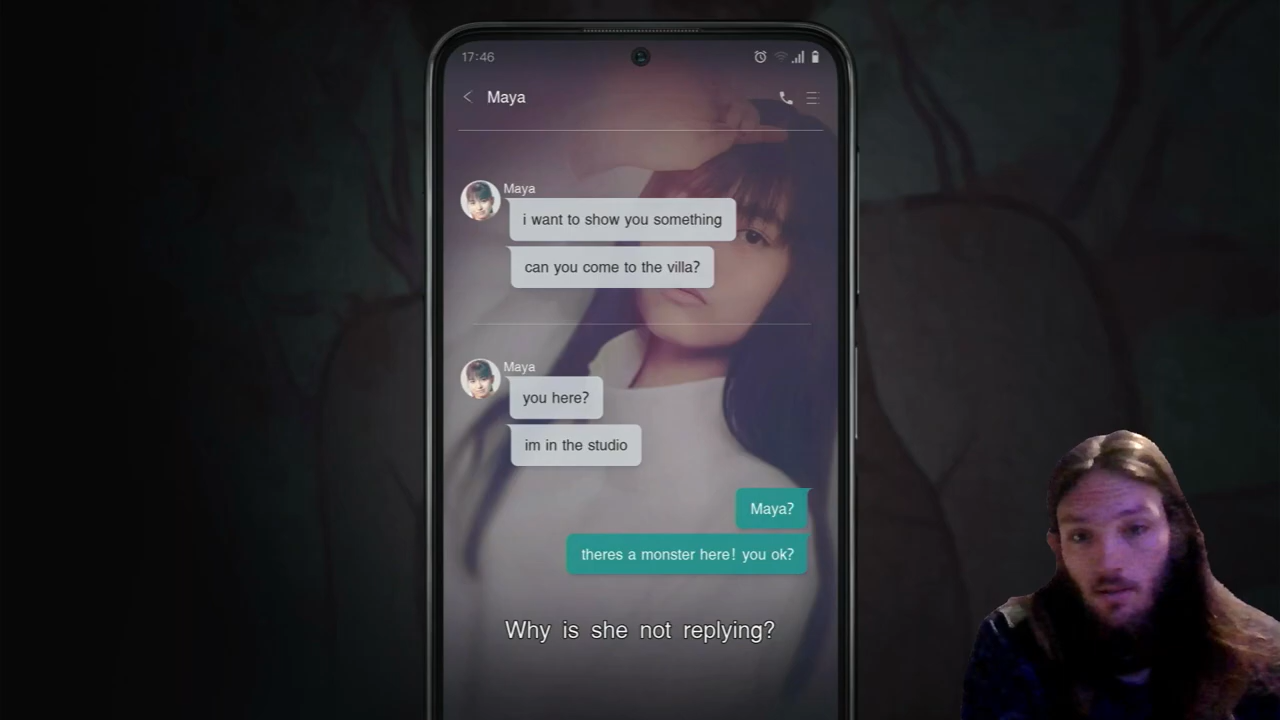 17:46
Maya
Maya
i want to show you something
can you come to the villa?
Maya
you here?
im in the studio
Maya?
theres a monster here! you ok?
Why is she not replying?